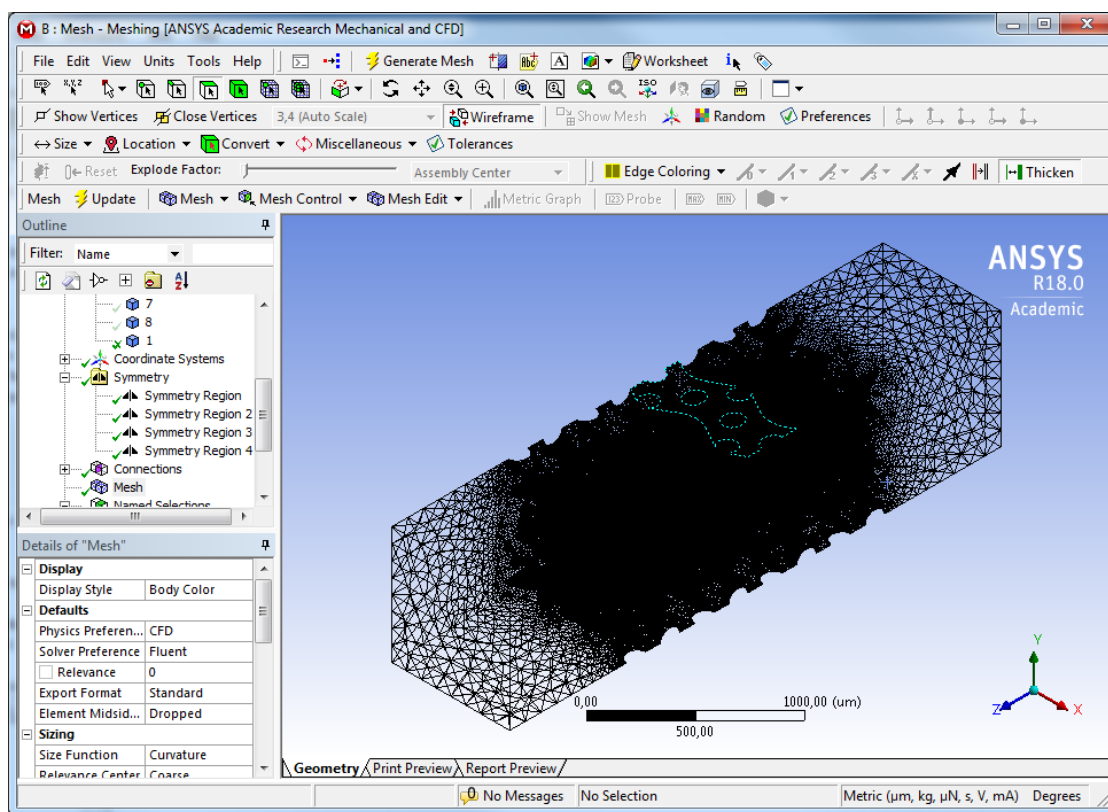 B : Mesh - Meshing [ANSYS Academic Research Mechanical and CFD]
File Edit View Units Tools Help Generate Mesh Worksheet
Show Vertices Close Vertices 3,4 (Auto Scale) Wireframe Show Mesh Random Preferences
Size Location Convert Miscellaneous Tolerances
Reset Explode Factor: Assembly Center Edge Coloring Thicken
Mesh Update Mesh Mesh Control Mesh Edit Metric Graph Probe MAX MIN
Outline
Filter: Name
7
8
1
Coordinate Systems
Symmetry
Symmetry Region
Symmetry Region 2
Symmetry Region 3
Symmetry Region 4
Connections
Mesh
Named Selections
Details of "Mesh"
Display
Display Style Body Color
Defaults
Physics Preferen... CFD
Solver Preference Fluent
Relevance 0
Export Format Standard
Element Midsid... Dropped
Sizing
Size Function Curvature
Relevance Center Coarse
ANSYS
R18.0
Academic
0,00 1000,00 (um)
500,00
Y
Z X
Geometry Print Preview Report Preview
0 No Messages No Selection Metric (µm, kg, µN, s, V, mA) Degrees